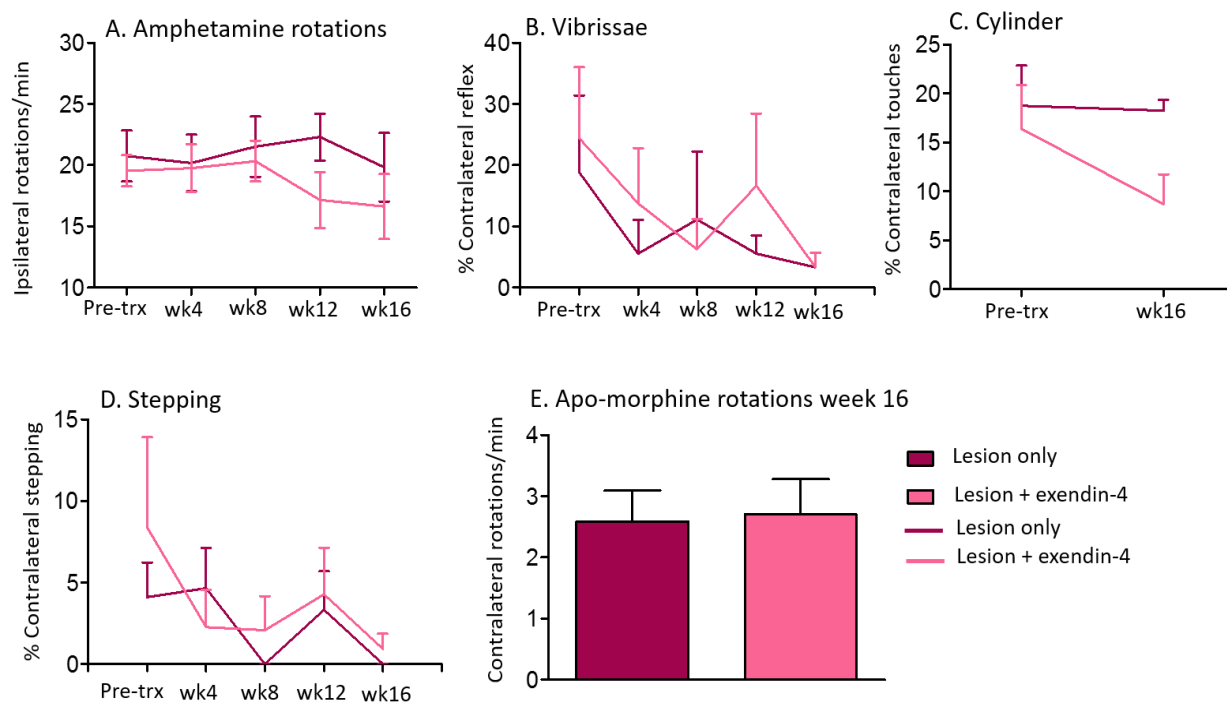 A. Amphetamine rotations
Ipsilateral rotations/min
30
25
20
15
10
Pre-trx wk4 wk8 wk12 wk16
B. Vibrissae
% Contralateral reflex
40
30
20
10
0
Pre-trx wk4 wk8 wk12 wk16
C. Cylinder
% Contralateral touches
25
20
15
10
5
0
Pre-trx wk16
D. Stepping
% Contralateral stepping
15
10
5
0
Pre-trx wk4 wk8 wk12 wk16
E. Apo-morphine rotations week 16
Contralateral rotations/min
4
3
2
1
0
Lesion only
Lesion + exendin-4
Lesion only
Lesion + exendin-4